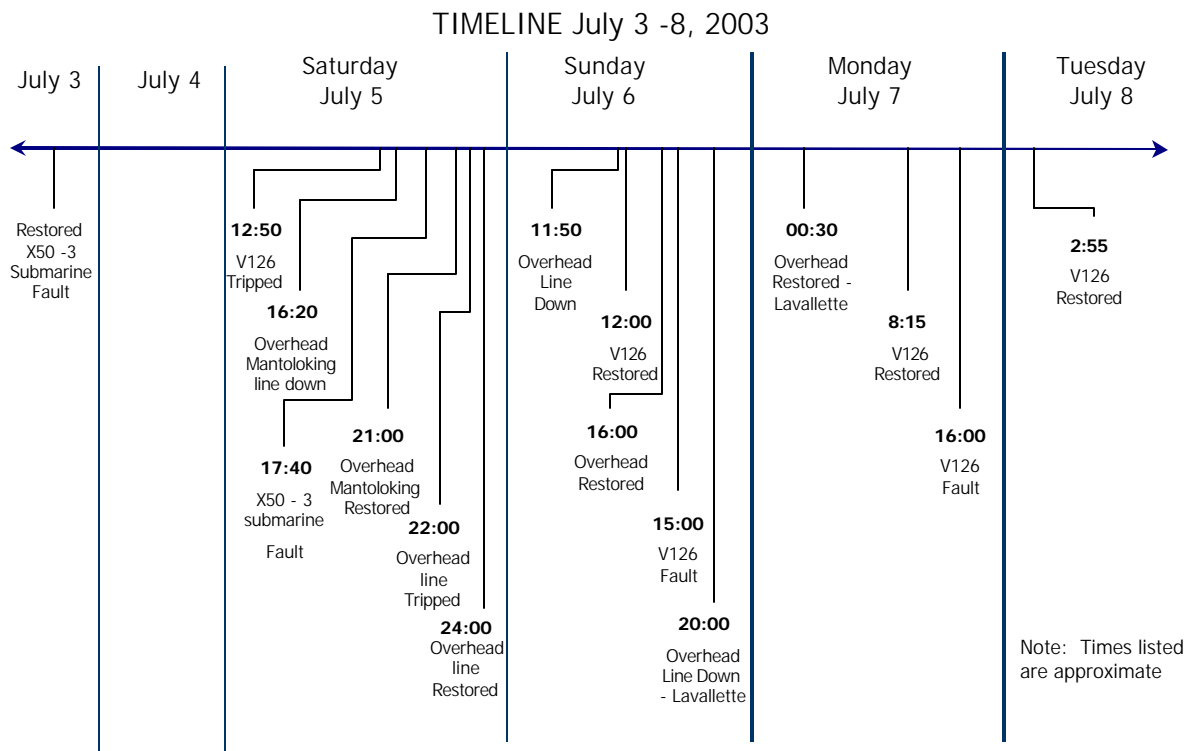 TIMELINE July 3 -8, 2003
July 3
July 4
Saturday
July 5
Sunday
July 6
Monday
July 7
Tuesday
July 8
Restored
X50 -3
Submarine
Fault
12:50
V126
Tripped
16:20
Overhead
Mantoloking
line down
17:40
X50 - 3
submarine
Fault
21:00
Overhead
Mantoloking
Restored
22:00
Overhead
line
Tripped
24:00
Overhead
line
Restored
11:50
Overhead
Line
Down
12:00
V126
Restored
16:00
Overhead
Restored
15:00
V126
Fault
20:00
Overhead
Line Down
- Lavallette
00:30
Overhead
Restored -
Lavallette
8:15
V126
Restored
16:00
V126
Fault
2:55
V126
Restored
Note: Times listed
are approximate